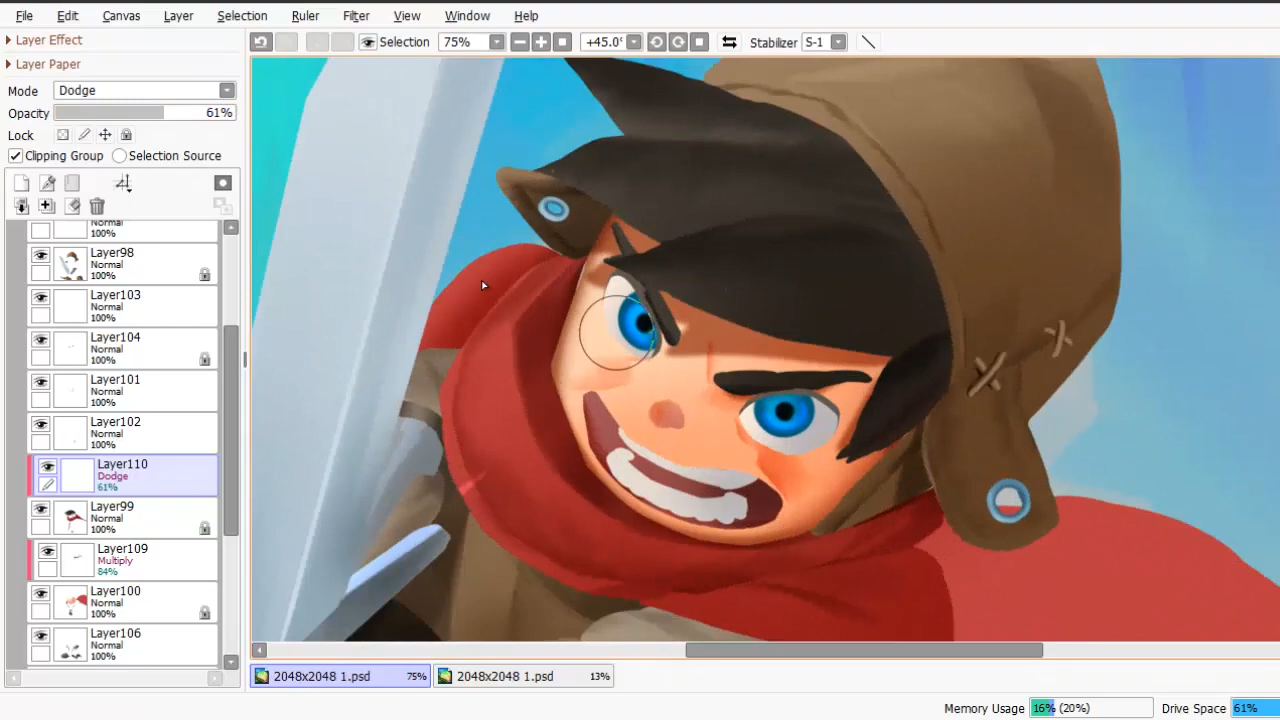 File Edit Canvas Layer Selection Ruler Filter View Window Help
Layer Effect
Selection 75% +45.0° Stabilizer S-1
Layer Paper
Mode Dodge
Opacity 61%
Lock
Clipping Group Selection Source
Normal
100%
Layer98
Normal
100%
Layer103
Normal
100%
Layer104
Normal
100%
Layer101
Normal
100%
Layer102
Normal
100%
Layer110
Dodge
61%
Layer99
Normal
100%
Layer109
Multiply
84%
Layer100
Normal
100%
Layer106
Normal
100%
2048x2048 1.psd 75% 2048x2048 1.psd 13%
Memory Usage 16% (20%) Drive Space 61%